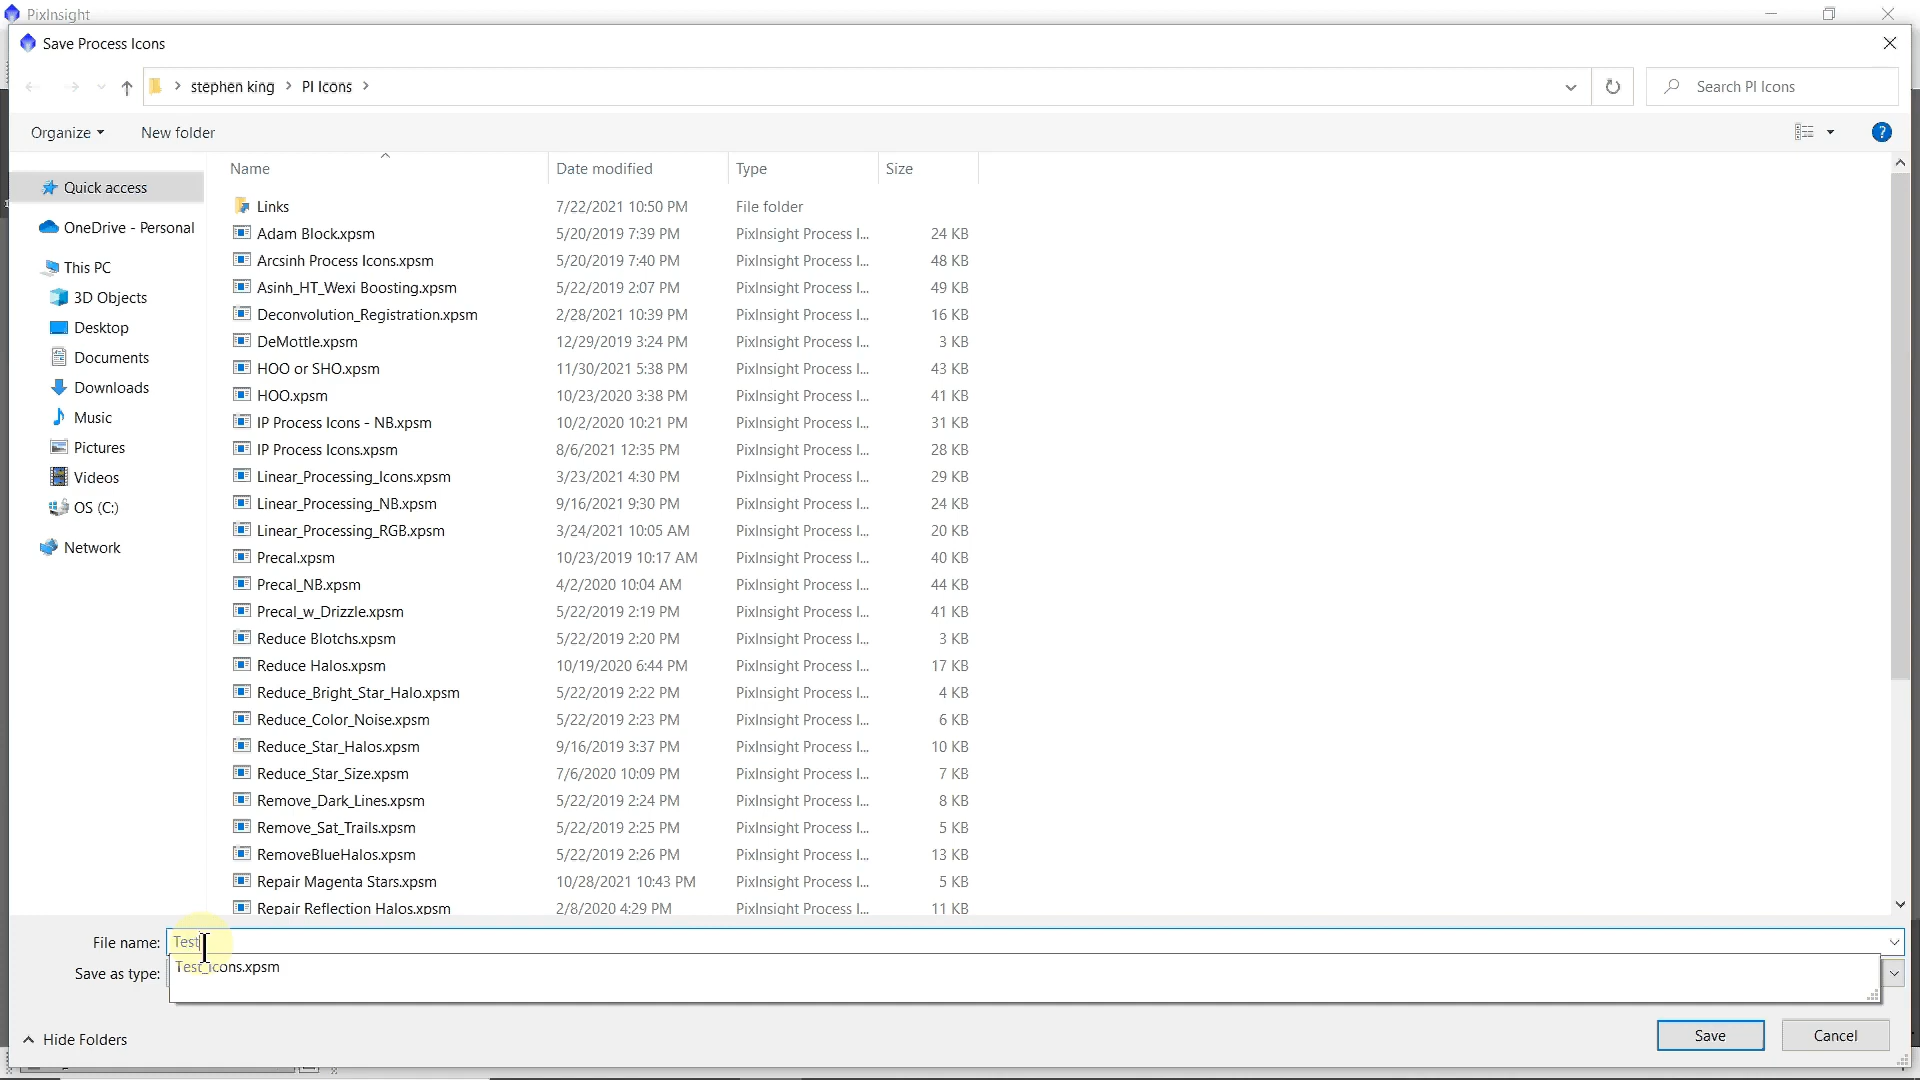 PixInsight
Save Process Icons
stephen king > PI Icons >
Search PI Icons
Organize
New folder
?
Name
Date modified
Type
Size
Quick access
OneDrive - Personal
This PC
3D Objects
Desktop
Documents
Downloads
Music
Pictures
Videos
OS (C:)
Network
Links 7/22/2021 10:50 PM File folder
Adam Block.xpsm 5/20/2019 7:39 PM PixInsight Process I... 24 KB
Arcsinh Process Icons.xpsm 5/20/2019 7:40 PM PixInsight Process I... 48 KB
Asinh_HT_Wexi Boosting.xpsm 5/22/2019 2:07 PM PixInsight Process I... 49 KB
Deconvolution_Registration.xpsm 2/28/2021 10:39 PM PixInsight Process I... 16 KB
DeMottle.xpsm 12/29/2019 3:24 PM PixInsight Process I... 3 KB
HOO or SHO.xpsm 11/30/2021 5:38 PM PixInsight Process I... 43 KB
HOO.xpsm 10/23/2020 3:38 PM PixInsight Process I... 41 KB
IP Process Icons - NB.xpsm 10/2/2020 10:21 PM PixInsight Process I... 31 KB
IP Process Icons.xpsm 8/6/2021 12:35 PM PixInsight Process I... 28 KB
Linear_Processing_Icons.xpsm 3/23/2021 4:30 PM PixInsight Process I... 29 KB
Linear_Processing_NB.xpsm 9/16/2021 9:30 PM PixInsight Process I... 24 KB
Linear_Processing_RGB.xpsm 3/24/2021 10:05 AM PixInsight Process I... 20 KB
Precal.xpsm 10/23/2019 10:17 AM PixInsight Process I... 40 KB
Precal_NB.xpsm 4/2/2020 10:04 AM PixInsight Process I... 44 KB
Precal_w_Drizzle.xpsm 5/22/2019 2:19 PM PixInsight Process I... 41 KB
Reduce Blotchs.xpsm 5/22/2019 2:20 PM PixInsight Process I... 3 KB
Reduce Halos.xpsm 10/19/2020 6:44 PM PixInsight Process I... 17 KB
Reduce_Bright_Star_Halo.xpsm 5/22/2019 2:22 PM PixInsight Process I... 4 KB
Reduce_Color_Noise.xpsm 5/22/2019 2:23 PM PixInsight Process I... 6 KB
Reduce_Star_Halos.xpsm 9/16/2019 3:37 PM PixInsight Process I... 10 KB
Reduce_Star_Size.xpsm 7/6/2020 10:09 PM PixInsight Process I... 7 KB
Remove_Dark_Lines.xpsm 5/22/2019 2:24 PM PixInsight Process I... 8 KB
Remove_Sat_Trails.xpsm 5/22/2019 2:25 PM PixInsight Process I... 5 KB
RemoveBlueHalos.xpsm 5/22/2019 2:26 PM PixInsight Process I... 13 KB
Repair Magenta Stars.xpsm 10/28/2021 10:43 PM PixInsight Process I... 5 KB
Repair Reflection Halos.xpsm 2/8/2020 4:29 PM PixInsight Process I... 11 KB
File name: Test
Save as type:
Test_Icons.xpsm
Hide Folders
Save
Cancel